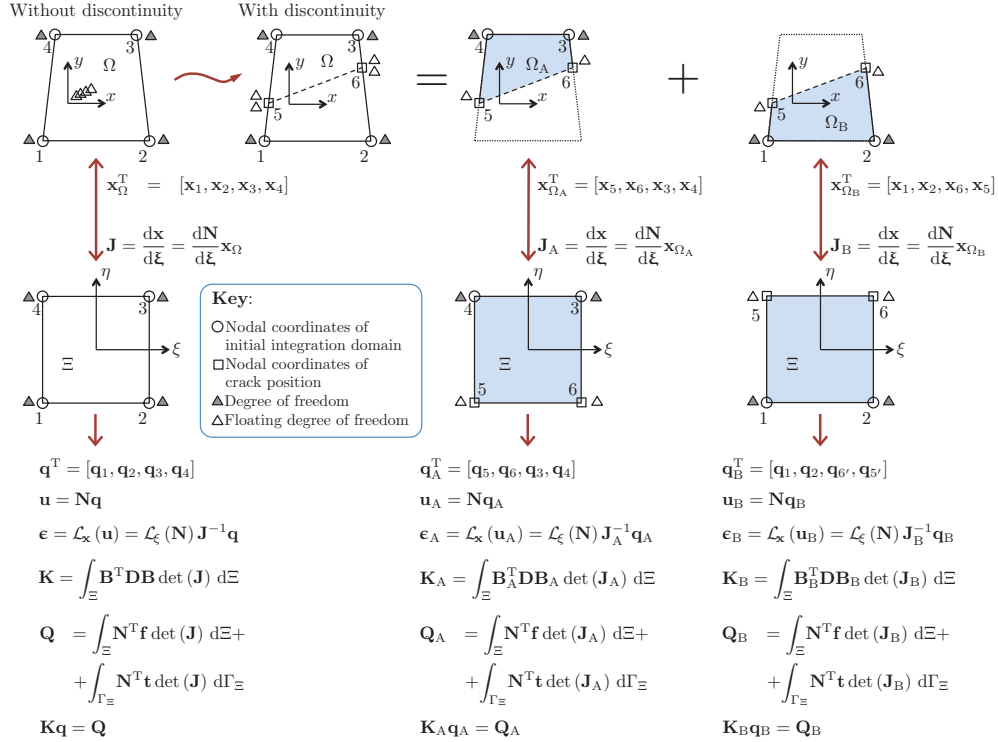 Without discontinuity
With discontinuity
4 3 y Ω x 1 2
4 3 y Ω x 5 6
=
4 3 y Ω_A x 5 6
+
y x 5 6 Ω_B 1 2
x_Ω^T = [x_1, x_2, x_3, x_4]
x_{Ω_A}^T = [x_5, x_6, x_3, x_4]
x_{Ω_B}^T = [x_1, x_2, x_6, x_5]
J = dx/dξ = dN/dξ x_Ω
J_A = dx/dξ = dN/dξ x_{Ω_A}
J_B = dx/dξ = dN/dξ x_{Ω_B}
η 4 3 ξ Ξ 1 2
Key:
Nodal coordinates of
initial integration domain
Nodal coordinates of
crack position
Degree of freedom
Floating degree of freedom
η 4 3 ξ Ξ 5 6
η 5 6 ξ Ξ 1 2
q^T = [q_1, q_2, q_3, q_4]
u = Nq
ϵ = ℒ_x (u) = ℒ_ξ (N) J^{-1} q
K = ∫_Ξ B^T DB det (J) dΞ
Q = ∫_Ξ N^T f det (J) dΞ+
+ ∫_{Γ_Ξ} N^T t det (J) dΓ_Ξ
Kq = Q
q_A^T = [q_5, q_6, q_3, q_4]
u_A = Nq_A
ϵ_A = ℒ_x (u_A) = ℒ_ξ (N) J_A^{-1} q_A
K_A = ∫_Ξ B_A^T DB_A det (J_A) dΞ
Q_A = ∫_Ξ N^T f det (J_A) dΞ+
+ ∫_{Γ_Ξ} N^T t det (J_A) dΓ_Ξ
K_A q_A = Q_A
q_B^T = [q_1, q_2, q_{6′}, q_{5′}]
u_B = Nq_B
ϵ_B = ℒ_x (u_B) = ℒ_ξ (N) J_B^{-1} q_B
K_B = ∫_Ξ B_B^T DB_B det (J_B) dΞ
Q_B = ∫_Ξ N^T f det (J_B) dΞ+
+ ∫_{Γ_Ξ} N^T t det (J_B) dΓ_Ξ
K_B q_B = Q_B